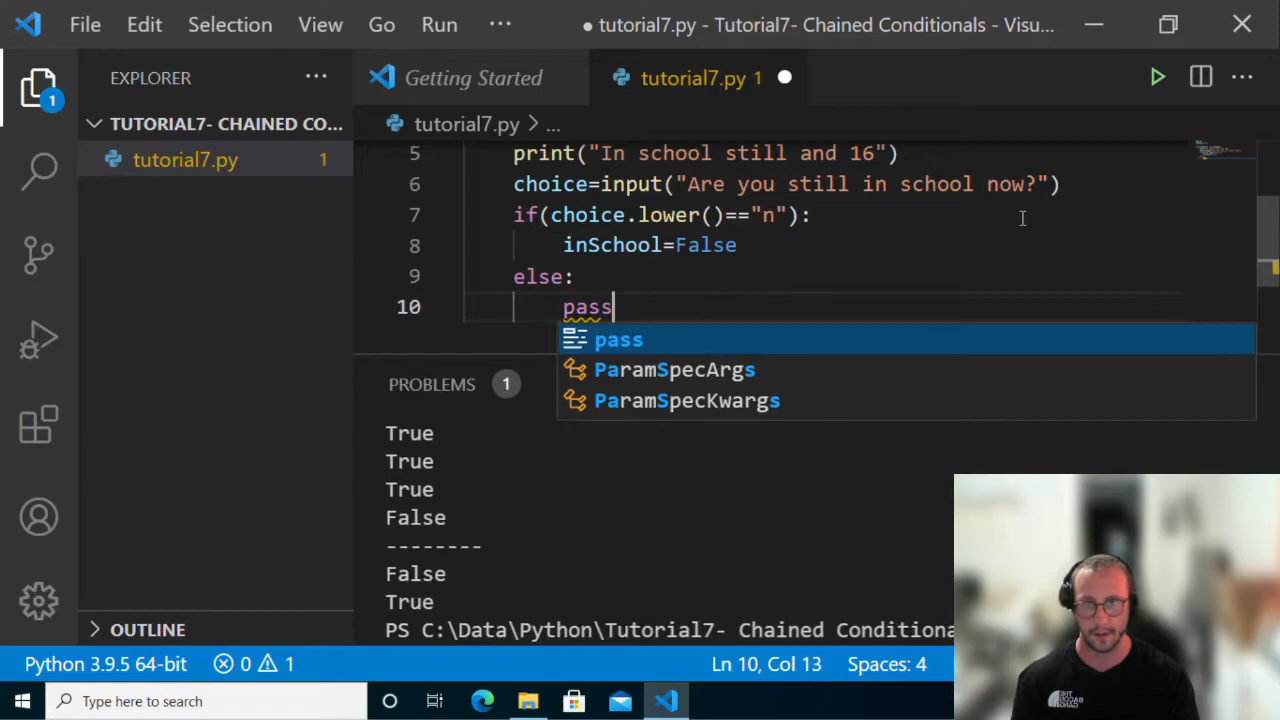 File Edit Selection View Go Run ··· ● tutorial7.py - Tutorial7- Chained Conditionals - Visu...
EXPLORER ···
Getting Started
tutorial7.py 1
TUTORIAL7- CHAINED CO...
tutorial7.py 1
tutorial7.py > ...
5 print("In school still and 16")
6 choice=input("Are you still in school now?")
7 if(choice.lower()=="n"):
8 inSchool=False
9 else:
10 pass
pass
ParamSpecArgs
ParamSpecKwargs
PROBLEMS 1
True
True
True
False
--------
False
True
PS C:\Data\Python\Tutorial7- Chained Conditiona
OUTLINE
1
Python 3.9.5 64-bit 0 1 Ln 10, Col 13 Spaces: 4
Type here to search
THE
BACON
GANG